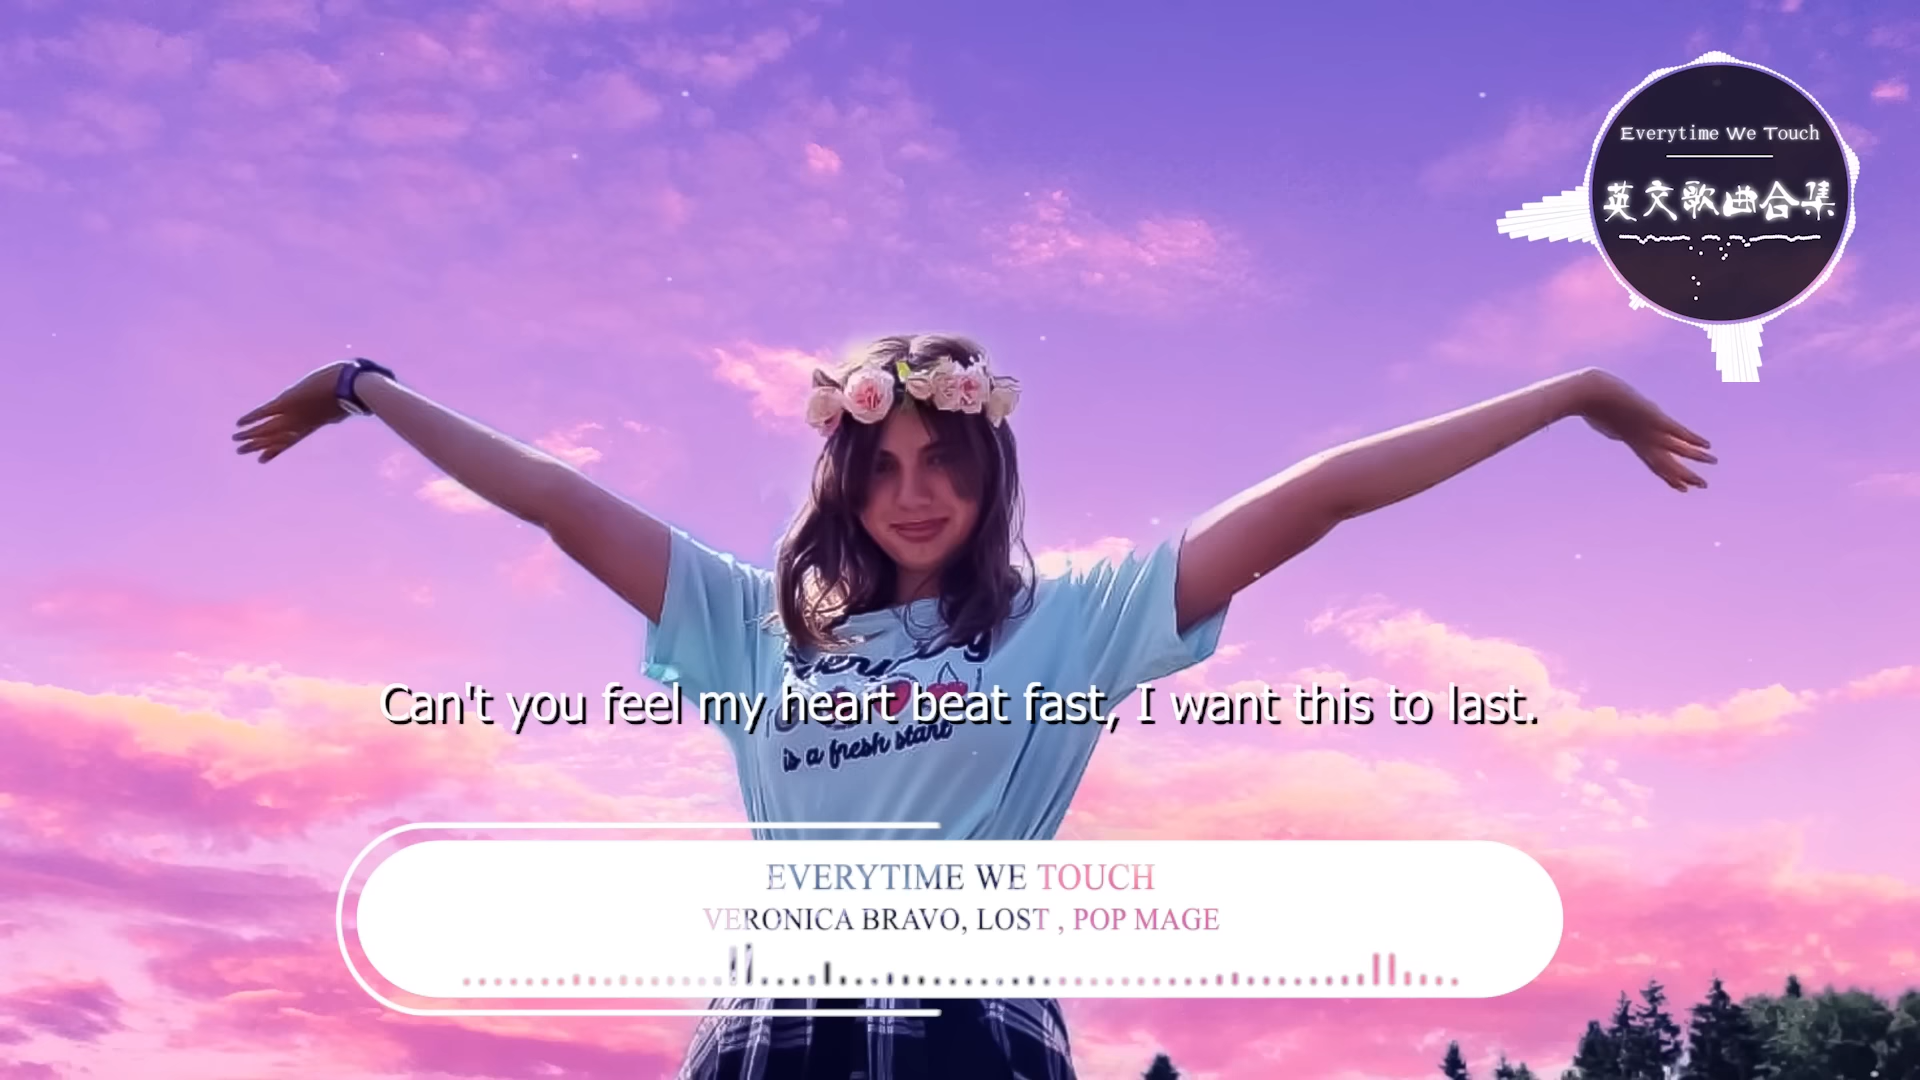 Everytime We Touch
英文歌曲合集
Can't you feel my heart beat fast, I want this to last.
is a fresh start
EVERYTIME WE TOUCH
VERONICA BRAVO, LOST , POP MAGE